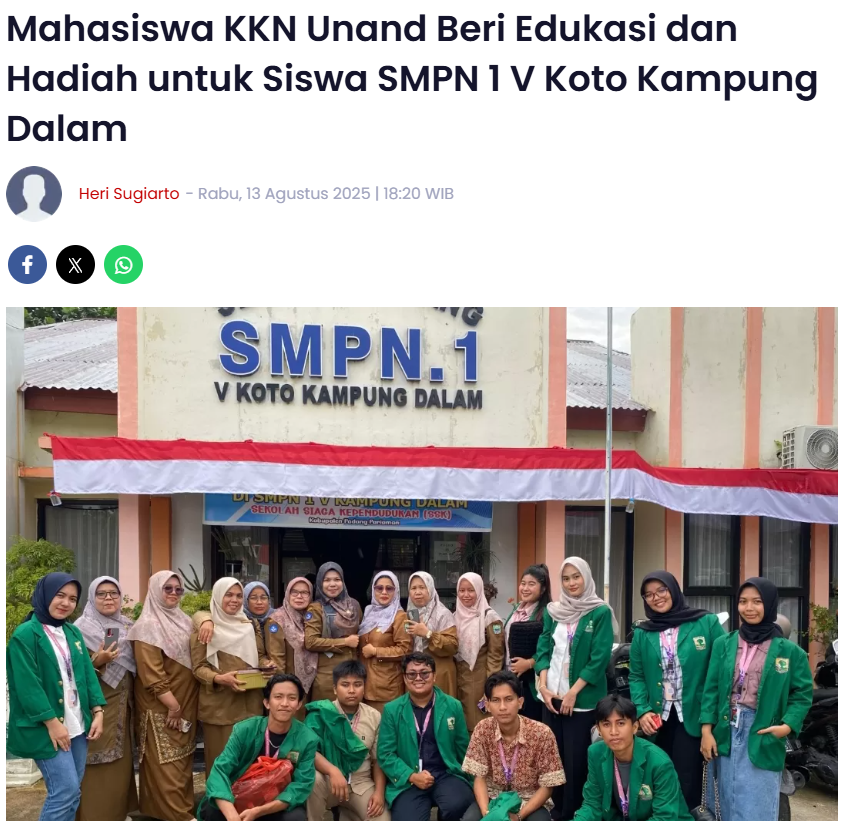 Mahasiswa KKN Unand Beri Edukasi dan
Hadiah untuk Siswa SMPN 1 V Koto Kampung
Dalam
Heri Sugiarto - Rabu, 13 Agustus 2025 | 18:20 WIB
SMPN.1
V KOTO KAMPUNG DALAM
DI SMPN 1 V KAMPUNG DALAM
SEKOLAH SIAGA KEPENDUDUKAN (SSK)
Kabupaten Padang Pariaman